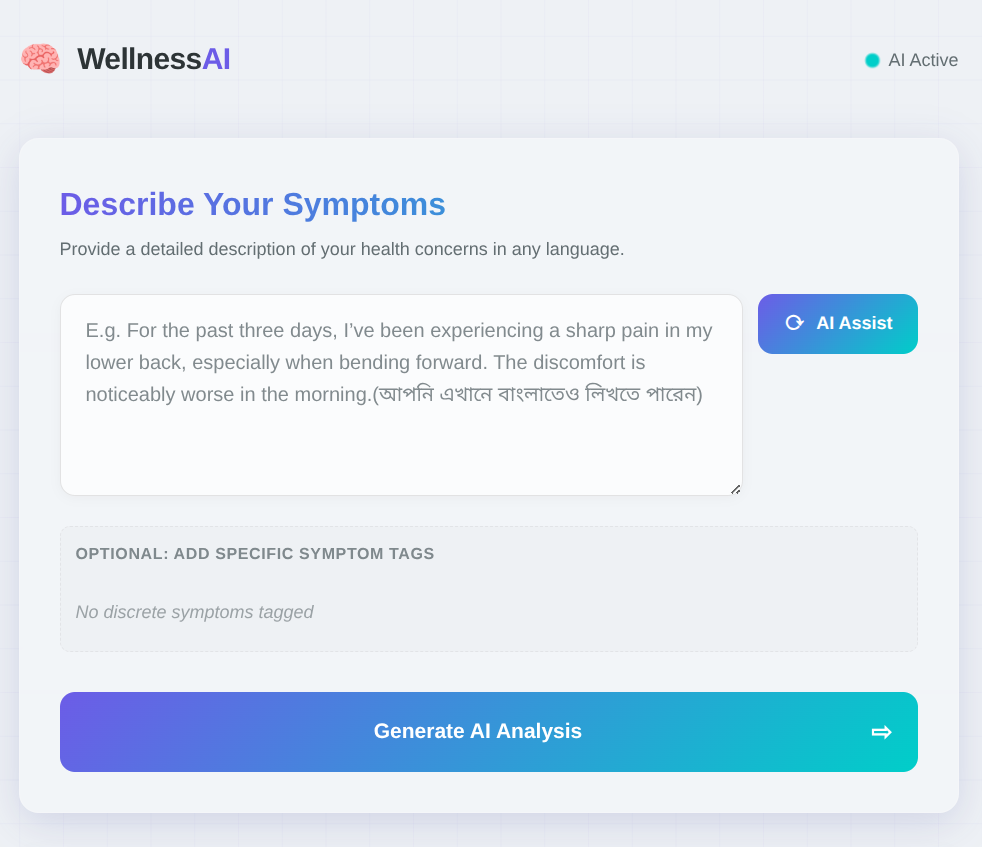 WellnessAI
AI Active
Describe Your Symptoms
Provide a detailed description of your health concerns in any language.
E.g. For the past three days, I’ve been experiencing a sharp pain in my
lower back, especially when bending forward. The discomfort is
noticeably worse in the morning.(আপনি এখানে বাংলাতেও লিখতে পারেন)
AI Assist
OPTIONAL: ADD SPECIFIC SYMPTOM TAGS
No discrete symptoms tagged
Generate AI Analysis